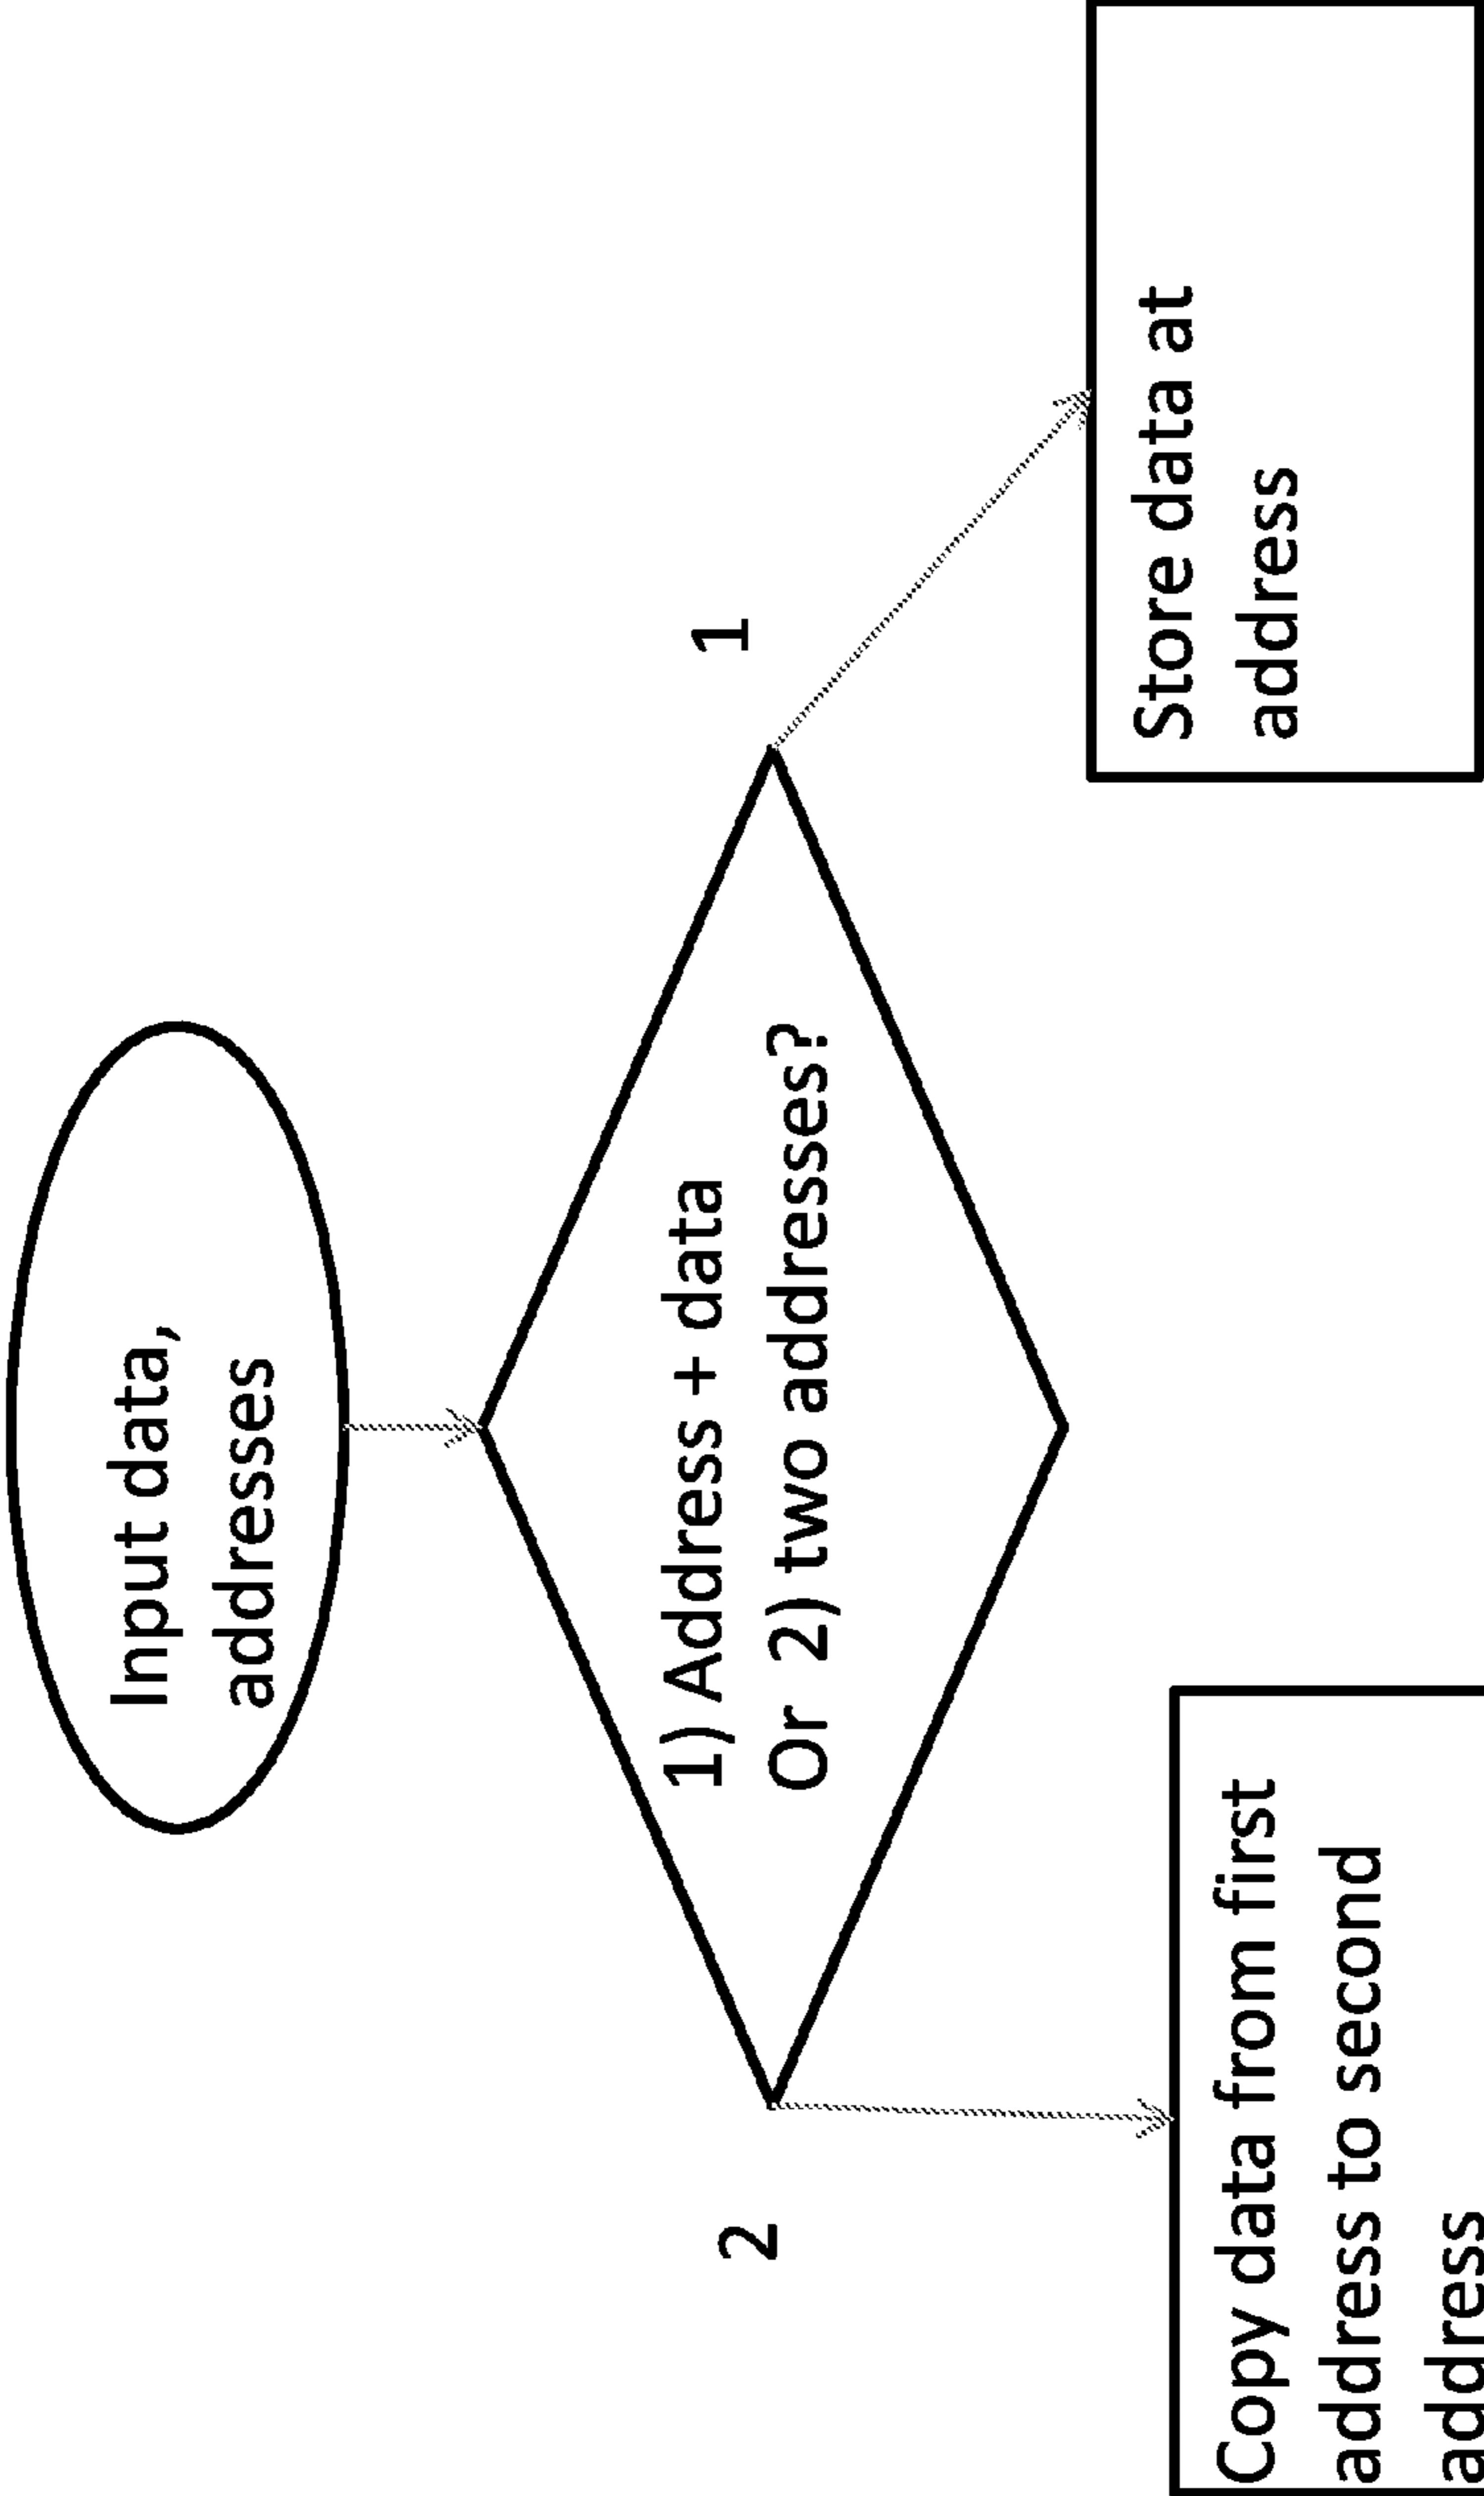 Input data,
addresses
1) Address + data
Or 2) two addresses?
2
1
Copy data from first
address to second
address
Store data at
address